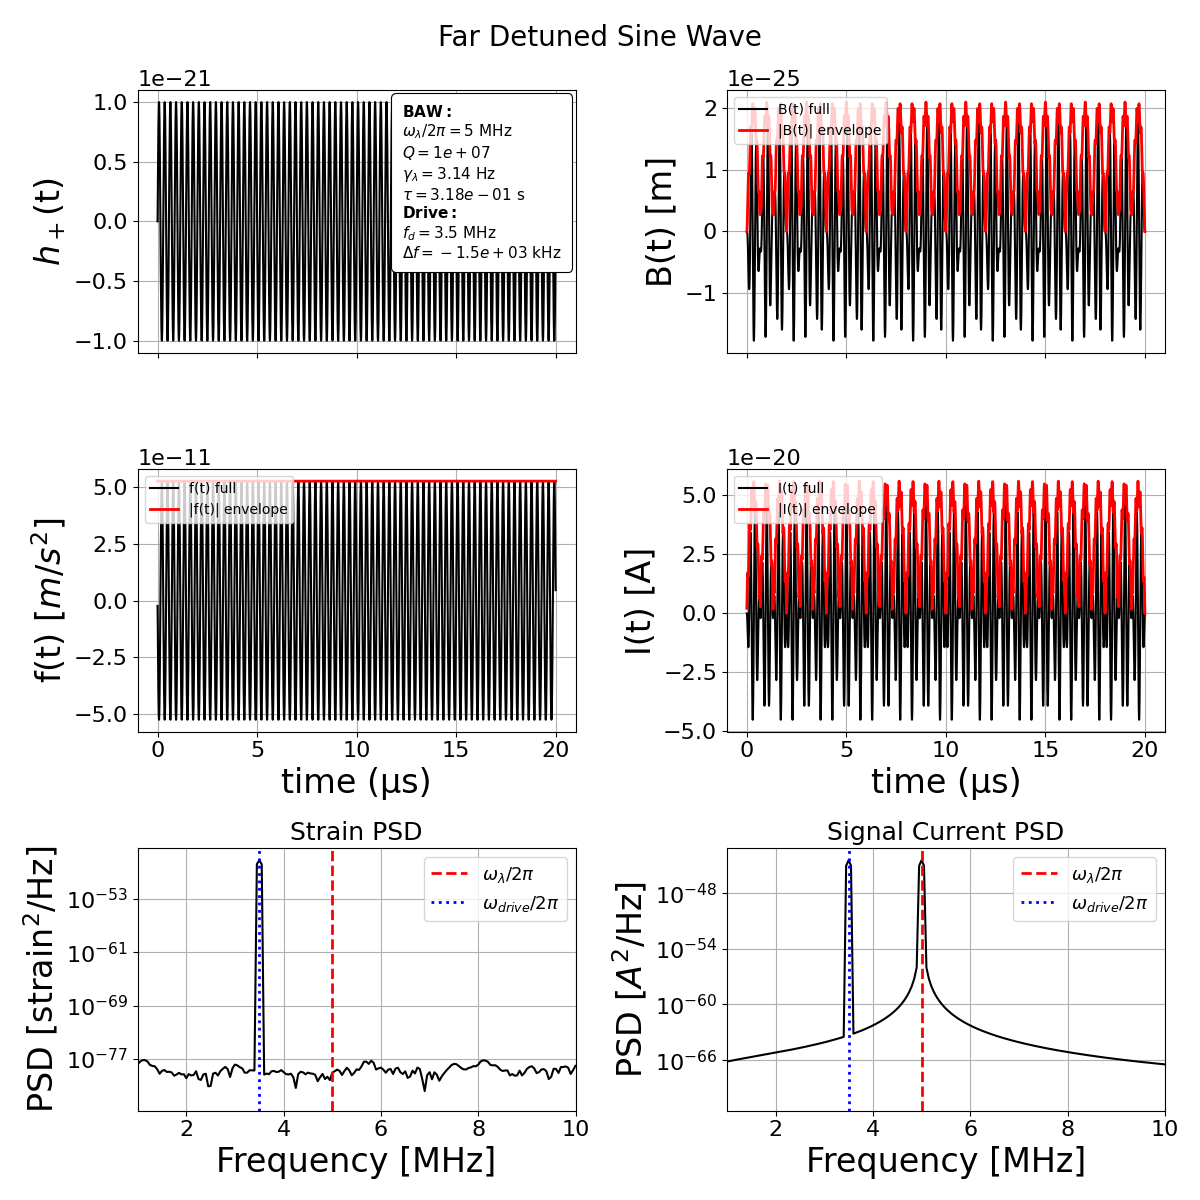 Far Detuned Sine Wave
1e−21
h₊(t)
1.0
0.5
0.0
−0.5
−1.0
BAW:
ω_λ/2π = 5 MHz
Q = 1e + 07
γ_λ = 3.14 Hz
τ = 3.18e − 01 s
Drive:
f_d = 3.5 MHz
Δf = −1.5e + 03 kHz
1e−25
B(t) [m]
2
1
0
−1
B(t) full
|B(t)| envelope
1e−11
f(t) [m/s²]
5.0
2.5
0.0
−2.5
−5.0
f(t) full
|f(t)| envelope
0 5 10 15 20
time (μs)
1e−20
I(t) [A]
5.0
2.5
0.0
−2.5
−5.0
I(t) full
|I(t)| envelope
0 5 10 15 20
time (μs)
Strain PSD
PSD [strain²/Hz]
10⁻⁵³
10⁻⁶¹
10⁻⁶⁹
10⁻⁷⁷
ω_λ/2π
ω_drive/2π
2 4 6 8 10
Frequency [MHz]
Signal Current PSD
PSD [A²/Hz]
10⁻⁴⁸
10⁻⁵⁴
10⁻⁶⁰
10⁻⁶⁶
ω_λ/2π
ω_drive/2π
2 4 6 8 10
Frequency [MHz]